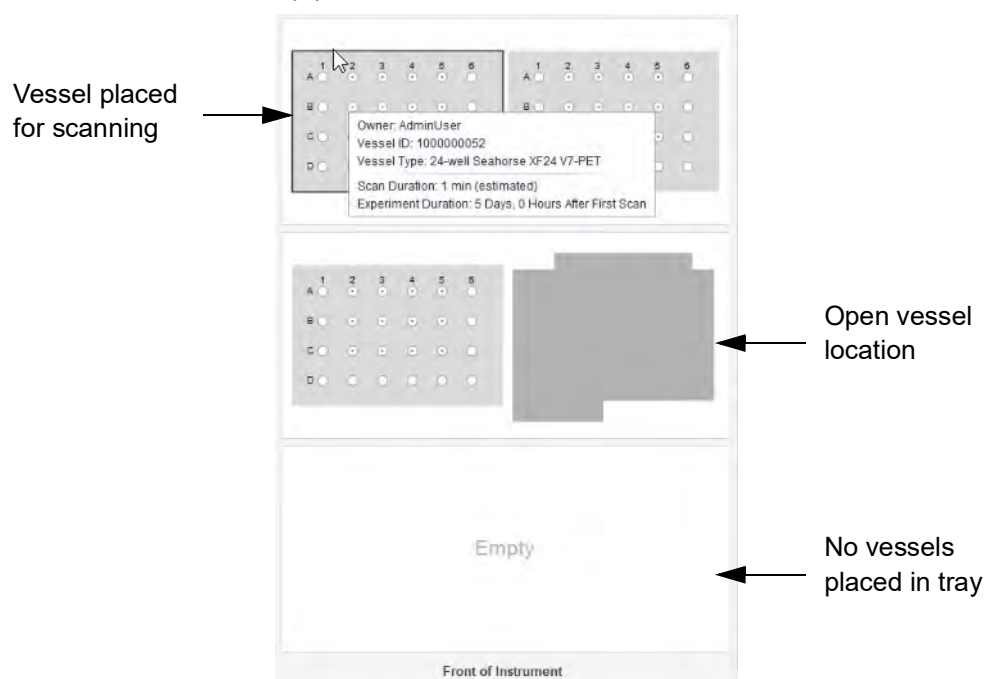 1 2 3 4 5 6
A
B
C
D
1 2 3 4 5 6
A
B
Vessel placed
for scanning
Owner: AdminUser
Vessel ID: 1000000052
Vessel Type: 24-well Seahorse XF24 V7-PET
Scan Duration: 1 min (estimated)
Experiment Duration: 5 Days, 0 Hours After First Scan
1 2 3 4 5 6
A
B
C
D
Open vessel
location
Empty
No vessels
placed in tray
Front of Instrument